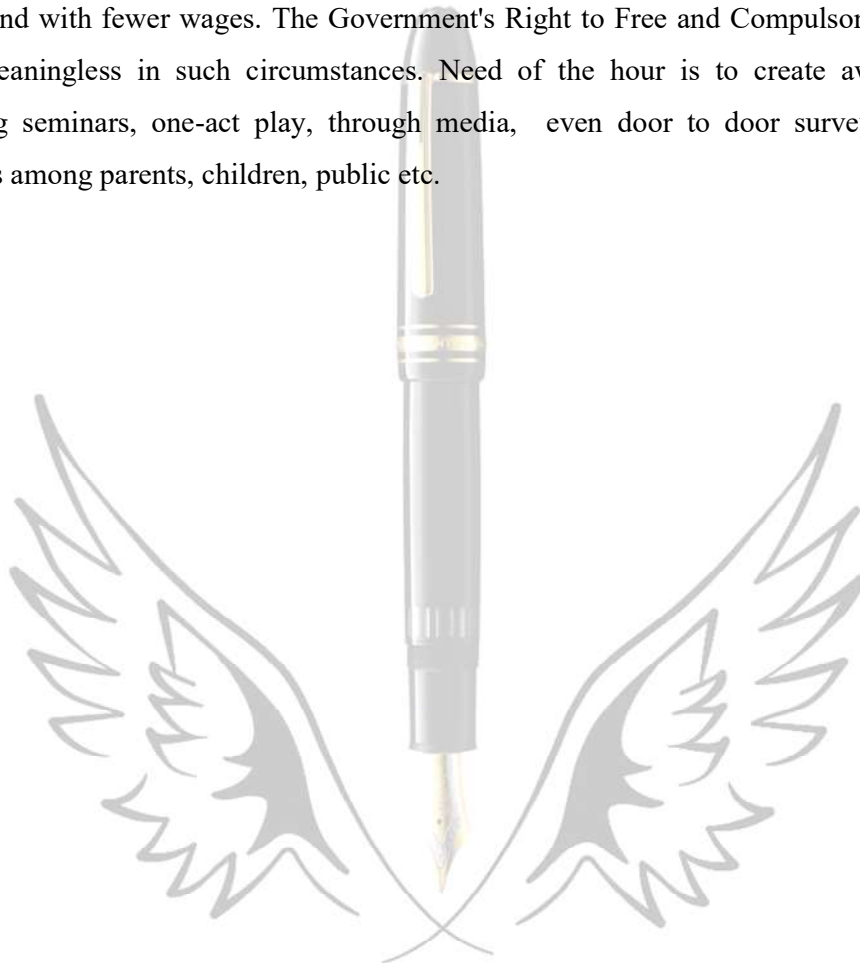 nd with fewer wages. The Government's Right to Free and Compulsor
eaningless in such circumstances. Need of the hour is to create av
g seminars, one-act play, through media, even door to door surve
s among parents, children, public etc.